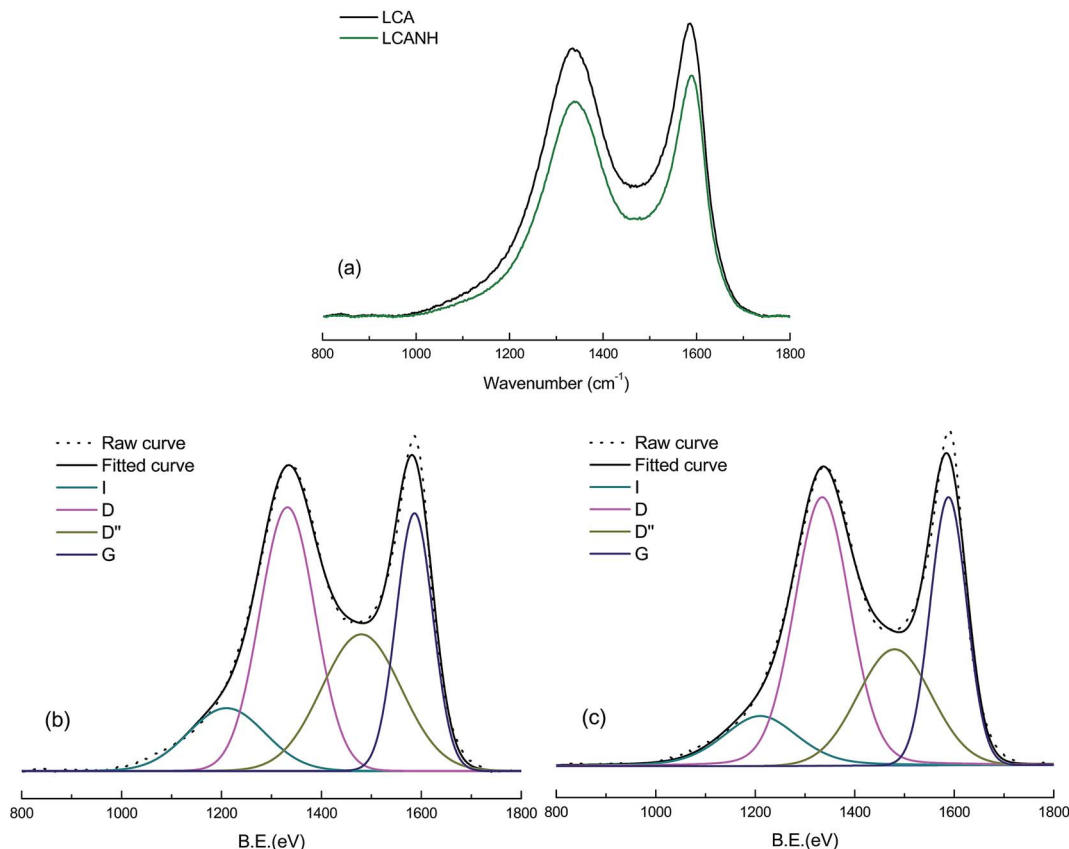 LCA
LCANH
(a)
800 1000 1200 1400 1600 1800
Wavenumber (cm⁻¹)
Raw curve
Fitted curve
I
D
D"
G
(b)
800 1000 1200 1400 1600 1800
B.E.(eV)
Raw curve
Fitted curve
I
D
D"
G
(c)
800 1000 1200 1400 1600 1800
B.E.(eV)